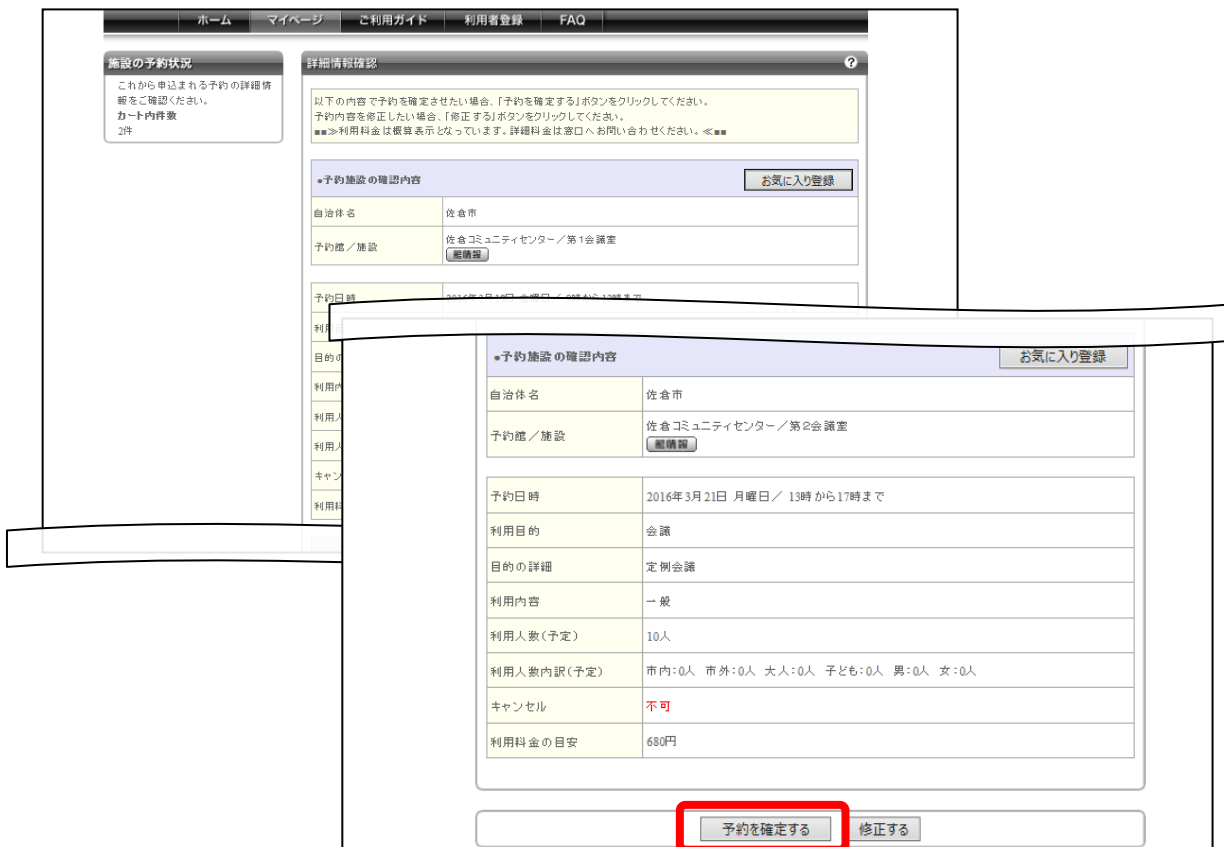 ホーム マイページ ご利用ガイド 利用者登録 FAQ
施設の予約状況
これから申込まれる予約の詳細情
報をご確認ください。
カート内件数
2件
詳細情報確認 ?
以下の内容で予約を確定させたい場合、「予約を確定する」ボタンをクリックしてください。
予約内容を修正したい場合、「修正する」ボタンをクリックしてください。
■■≫利用料金は概算表示となっています。詳細料金は窓口へお問い合わせください。≪■■
●予約施設の確認内容 お気に入り登録
自治体名 佐倉市
予約館／施設 佐倉コミュニティセンター／第1会議室
館情報
予約日時
利用
目的の
利用内
利用人
利用人
キャン
利用料
●予約施設の確認内容 お気に入り登録
自治体名 佐倉市
予約館／施設 佐倉コミュニティセンター／第2会議室
館情報
予約日時 2016年3月21日 月曜日／ 13時から17時まで
利用目的 会議
目的の詳細 定例会議
利用内容 一般
利用人数(予定) 10人
利用人数内訳(予定) 市内:0人 市外:0人 大人:0人 子ども:0人 男:0人 女:0人
キャンセル 不可
利用料金の目安 680円
予約を確定する 修正する